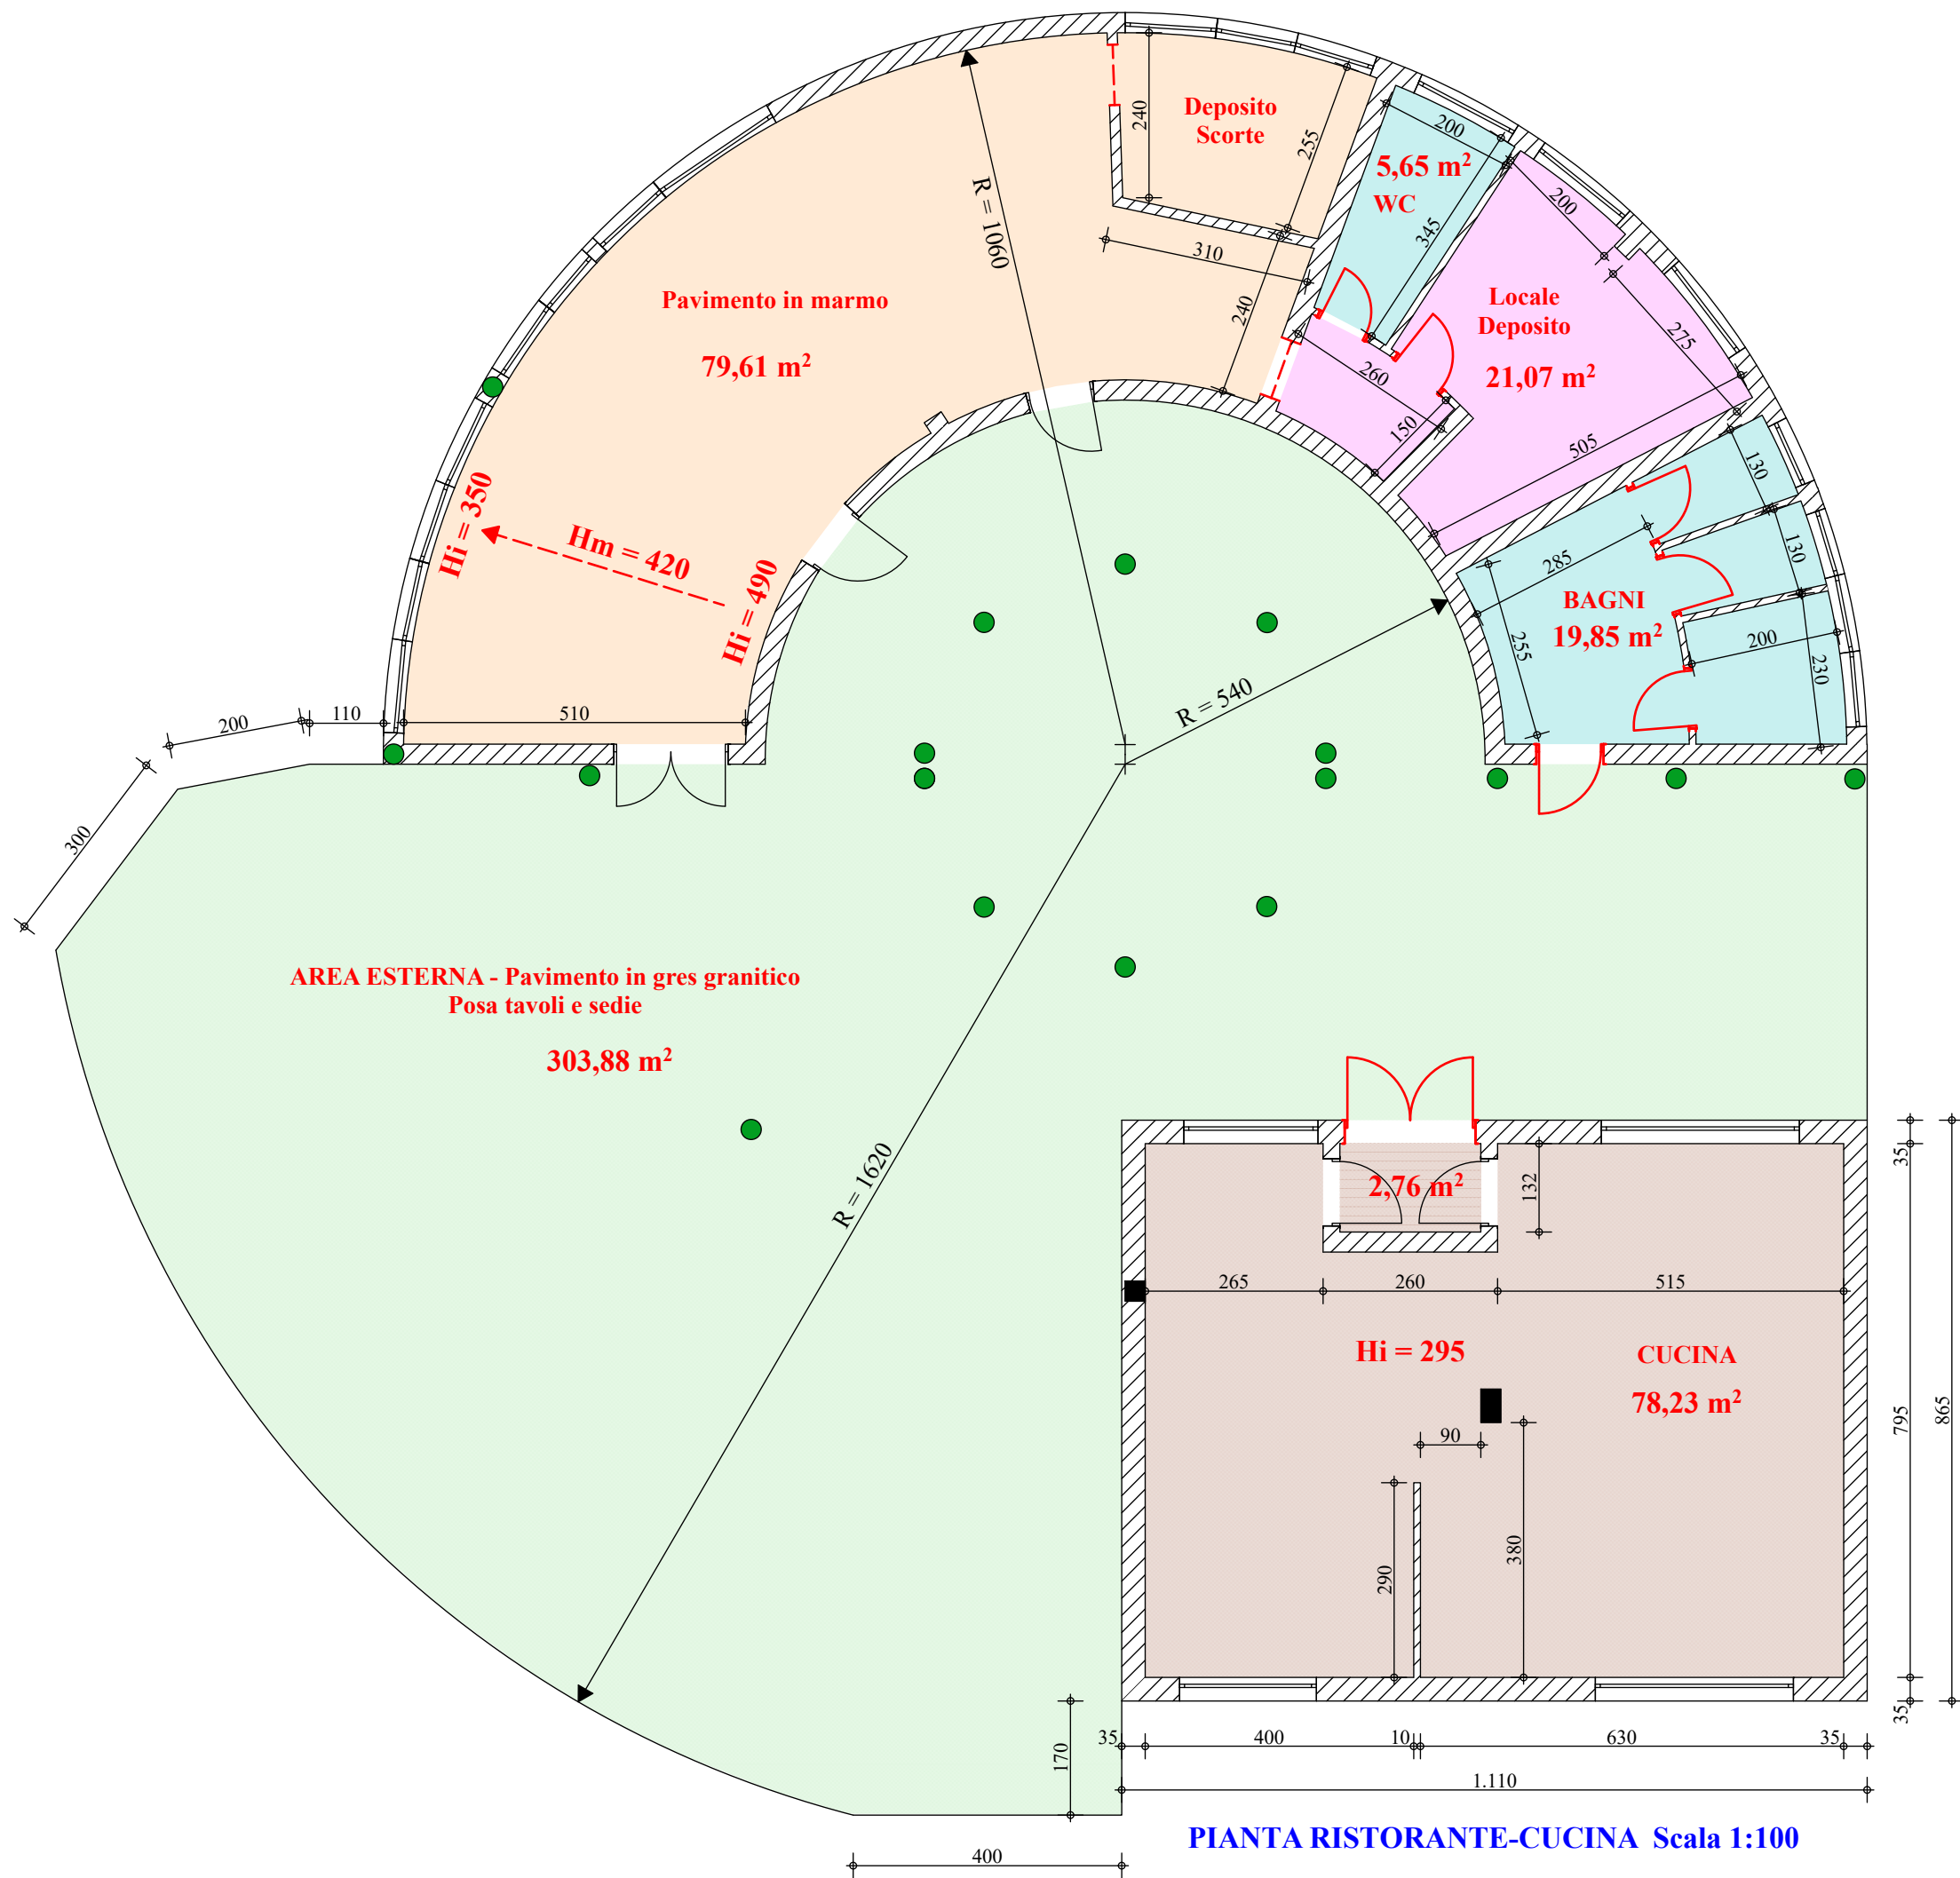 240
Deposito
Scorte
255
200
5,65 m²
WC
345
200
R = 1060
310
240
Pavimento in marmo
79,61 m²
Locale
Deposito
21,07 m²
275
260
150
505
130
130
285
BAGNI
19,85 m²
255
200
230
Hi = 350
Hm = 420
Hi = 490
R = 540
510
110
200
300
AREA ESTERNA - Pavimento in gres granitico
Posa tavoli e sedie
303,88 m²
R = 1620
2,76 m²
132
35
265
260
515
Hi = 295
CUCINA
78,23 m²
795
865
90
290
380
35
170
35
400
10
630
35
1.110
PIANTA RISTORANTE-CUCINA Scala 1:100
400